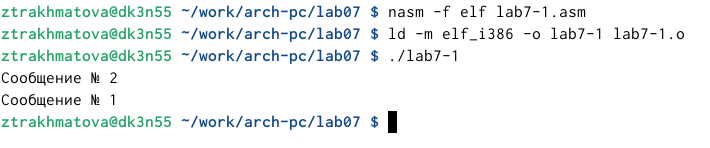 ztrakhmatova@dk3n55 ~/work/arch-pc/lab07 $ nasm -f elf lab7-1.asm
ztrakhmatova@dk3n55 ~/work/arch-pc/lab07 $ ld -m elf_i386 -o lab7-1 lab7-1.o
ztrakhmatova@dk3n55 ~/work/arch-pc/lab07 $ ./lab7-1
Сообщение № 2
Сообщение № 1
ztrakhmatova@dk3n55 ~/work/arch-pc/lab07 $